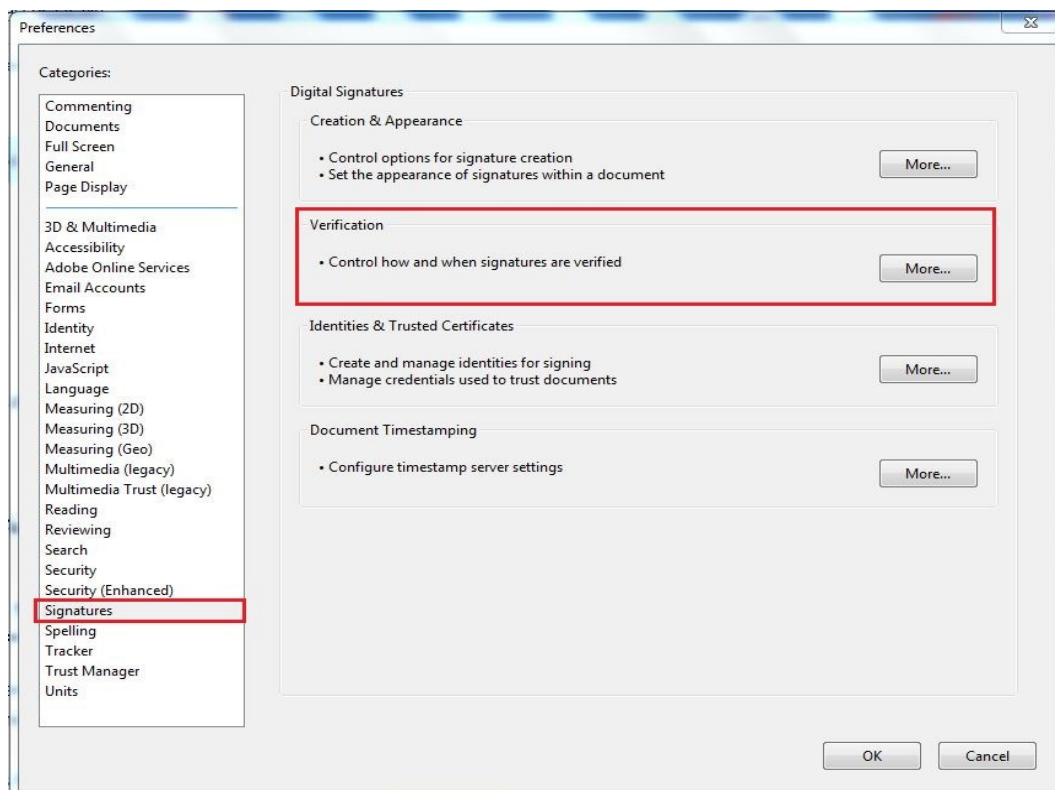 Preferences
Categories:
Commenting
Documents
Full Screen
General
Page Display
3D & Multimedia
Accessibility
Adobe Online Services
Email Accounts
Forms
Identity
Internet
JavaScript
Language
Measuring (2D)
Measuring (3D)
Measuring (Geo)
Multimedia (legacy)
Multimedia Trust (legacy)
Reading
Reviewing
Search
Security
Security (Enhanced)
Signatures
Spelling
Tracker
Trust Manager
Units
Digital Signatures
Creation & Appearance
• Control options for signature creation
• Set the appearance of signatures within a document
More...
Verification
• Control how and when signatures are verified
More...
Identities & Trusted Certificates
• Create and manage identities for signing
• Manage credentials used to trust documents
More...
Document Timestamping
• Configure timestamp server settings
More...
OK
Cancel